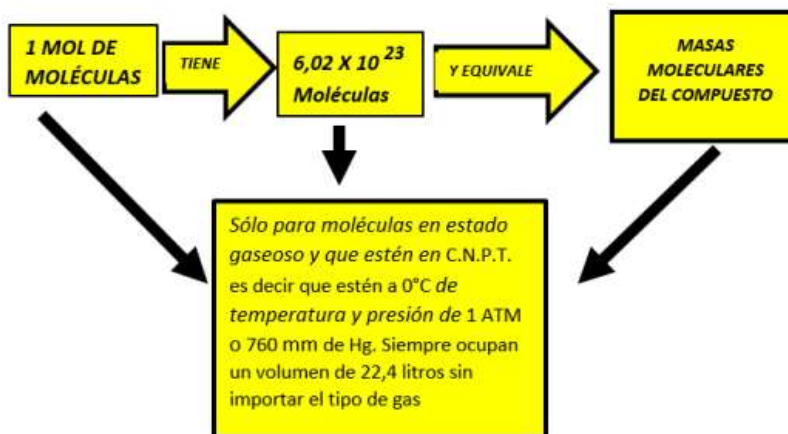 1 MOL DE
MOLÉCULAS
TIENE
6,02 X 10 23
Moléculas
Y EQUIVALE
MASAS
MOLECULARES
DEL COMPUESTO
Sólo para moléculas en estado
gaseoso y que estén en C.N.P.T.
es decir que estén a 0°C de
temperatura y presión de 1 ATM
o 760 mm de Hg. Siempre ocupan
un volumen de 22,4 litros sin
importar el tipo de gas